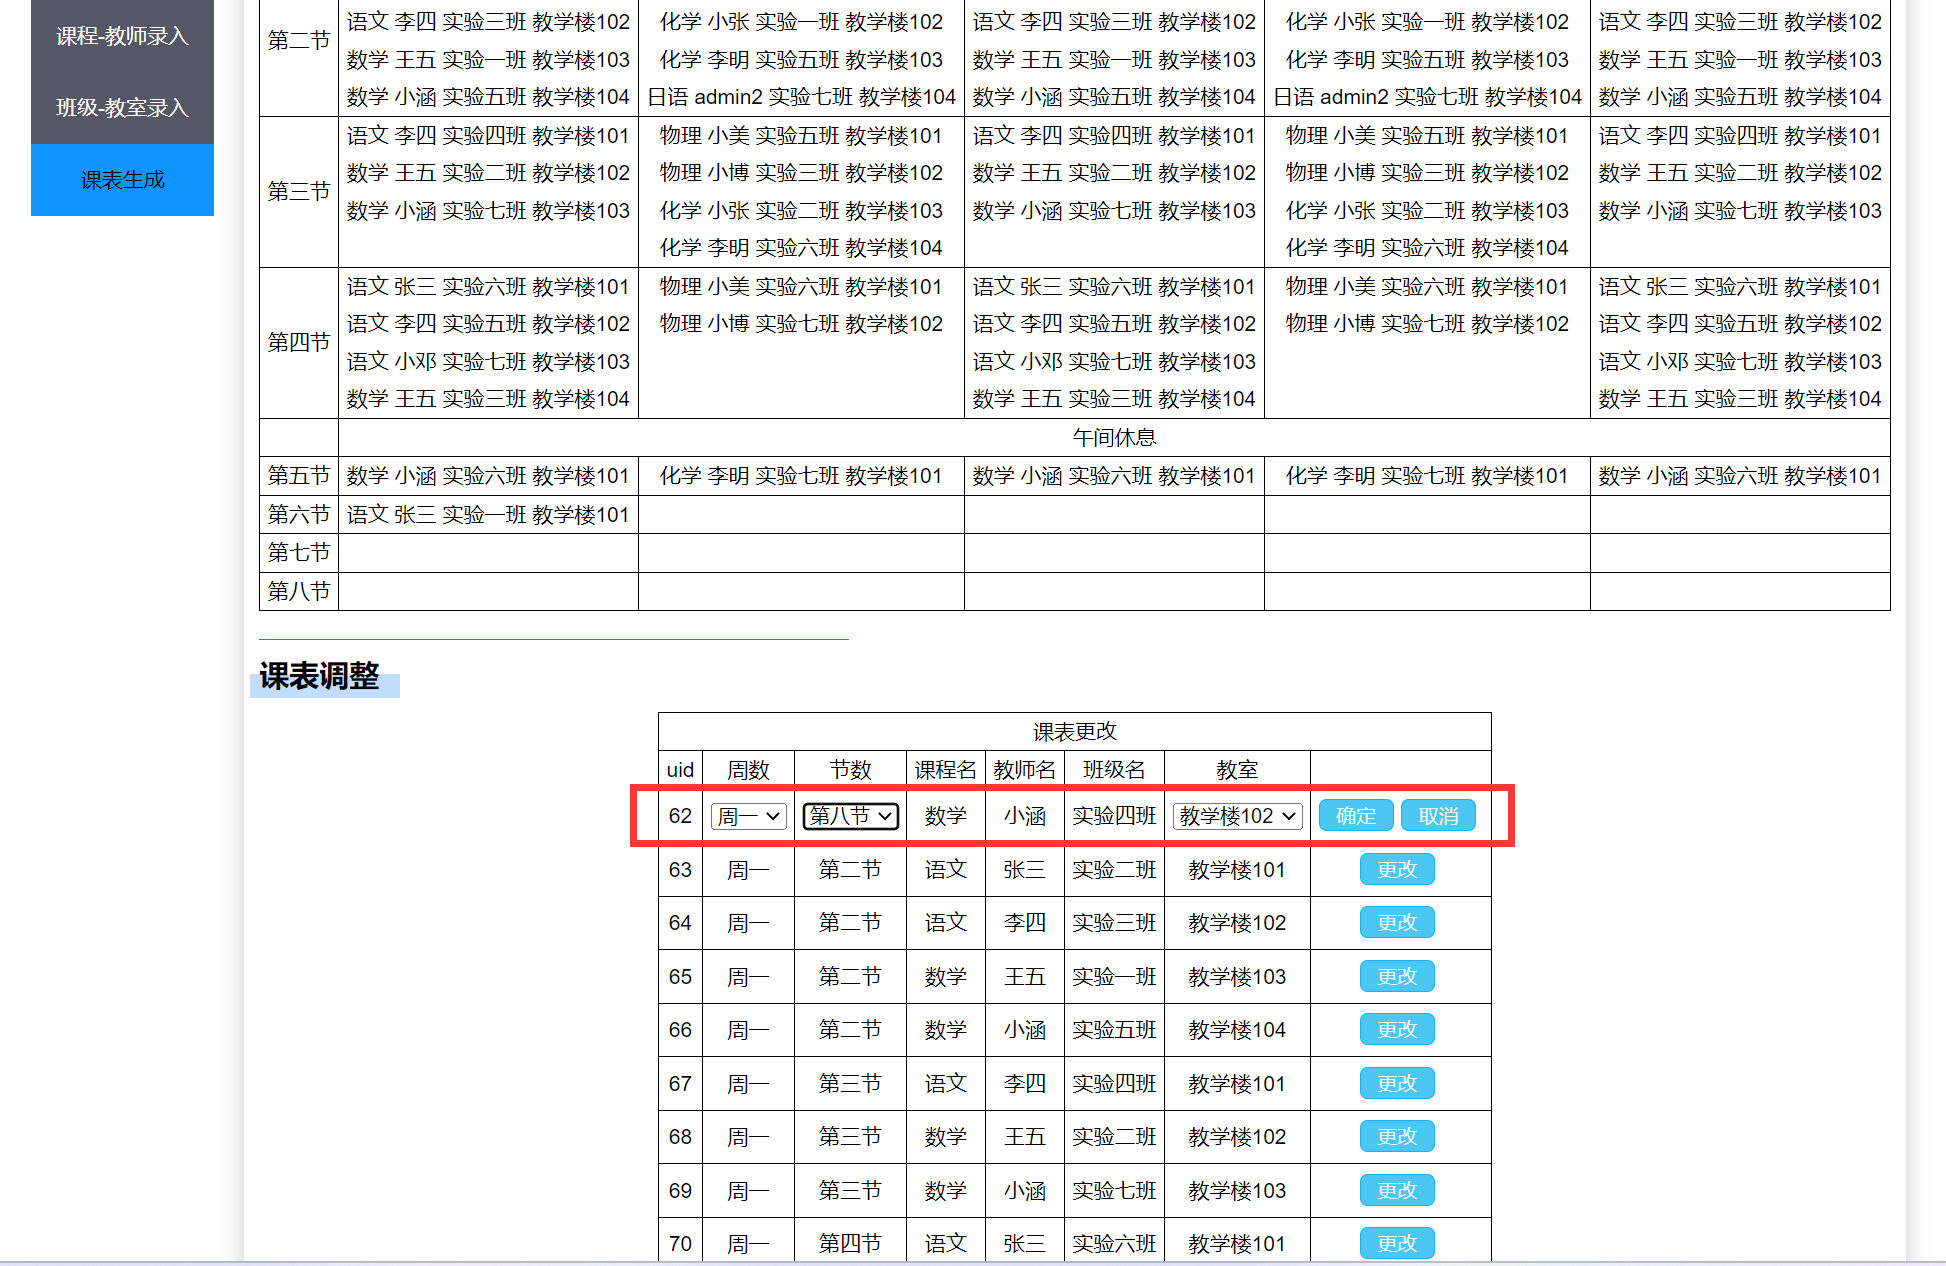 课程-教师录入
班级-教室录入
课表生成
第二节
语文 李四 实验三班 教学楼102
数学 王五 实验一班 教学楼103
数学 小涵 实验五班 教学楼104
化学 小张 实验一班 教学楼102
化学 李明 实验五班 教学楼103
日语 admin2 实验七班 教学楼104
语文 李四 实验三班 教学楼102
数学 王五 实验一班 教学楼103
数学 小涵 实验五班 教学楼104
化学 小张 实验一班 教学楼102
化学 李明 实验五班 教学楼103
日语 admin2 实验七班 教学楼104
语文 李四 实验三班 教学楼102
数学 王五 实验一班 教学楼103
数学 小涵 实验五班 教学楼104
第三节
语文 李四 实验四班 教学楼101
数学 王五 实验二班 教学楼102
数学 小涵 实验七班 教学楼103
物理 小美 实验五班 教学楼101
物理 小博 实验三班 教学楼102
化学 小张 实验二班 教学楼103
化学 李明 实验六班 教学楼104
语文 李四 实验四班 教学楼101
数学 王五 实验二班 教学楼102
数学 小涵 实验七班 教学楼103
物理 小美 实验五班 教学楼101
物理 小博 实验三班 教学楼102
化学 小张 实验二班 教学楼103
化学 李明 实验六班 教学楼104
语文 李四 实验四班 教学楼101
数学 王五 实验二班 教学楼102
数学 小涵 实验七班 教学楼103
第四节
语文 张三 实验六班 教学楼101
语文 李四 实验五班 教学楼102
语文 小邓 实验七班 教学楼103
数学 王五 实验三班 教学楼104
物理 小美 实验六班 教学楼101
物理 小博 实验七班 教学楼102
语文 张三 实验六班 教学楼101
语文 李四 实验五班 教学楼102
语文 小邓 实验七班 教学楼103
数学 王五 实验三班 教学楼104
物理 小美 实验六班 教学楼101
物理 小博 实验七班 教学楼102
语文 张三 实验六班 教学楼101
语文 李四 实验五班 教学楼102
语文 小邓 实验七班 教学楼103
数学 王五 实验三班 教学楼104
午间休息
第五节 数学 小涵 实验六班 教学楼101 化学 李明 实验七班 教学楼101 数学 小涵 实验六班 教学楼101 化学 李明 实验七班 教学楼101 数学 小涵 实验六班 教学楼101
第六节 语文 张三 实验一班 教学楼101
第七节
第八节
课表调整
课表更改
uid 周数 节数 课程名 教师名 班级名 教室
62 周一 第八节 数学 小涵 实验四班 教学楼102 确定 取消
63 周一 第二节 语文 张三 实验二班 教学楼101 更改
64 周一 第二节 语文 李四 实验三班 教学楼102 更改
65 周一 第二节 数学 王五 实验一班 教学楼103 更改
66 周一 第二节 数学 小涵 实验五班 教学楼104 更改
67 周一 第三节 语文 李四 实验四班 教学楼101 更改
68 周一 第三节 数学 王五 实验二班 教学楼102 更改
69 周一 第三节 数学 小涵 实验七班 教学楼103 更改
70 周一 第四节 语文 张三 实验六班 教学楼101 更改